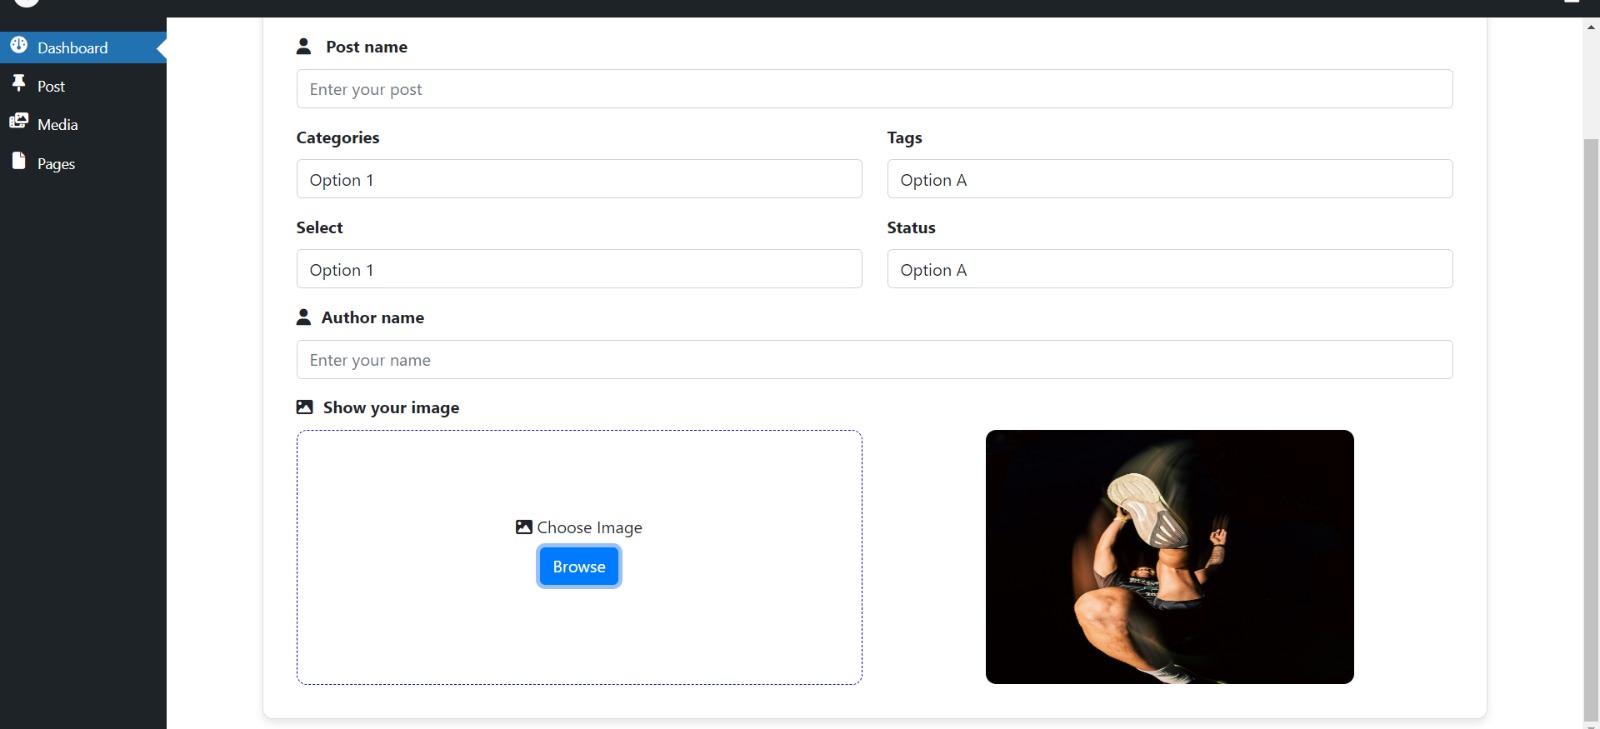 Dashboard
Post
Media
Pages
Post name
Enter your post
Categories
Tags
Option 1
Option A
Select
Status
Option 1
Option A
Author name
Enter your name
Show your image
Choose Image
Browse